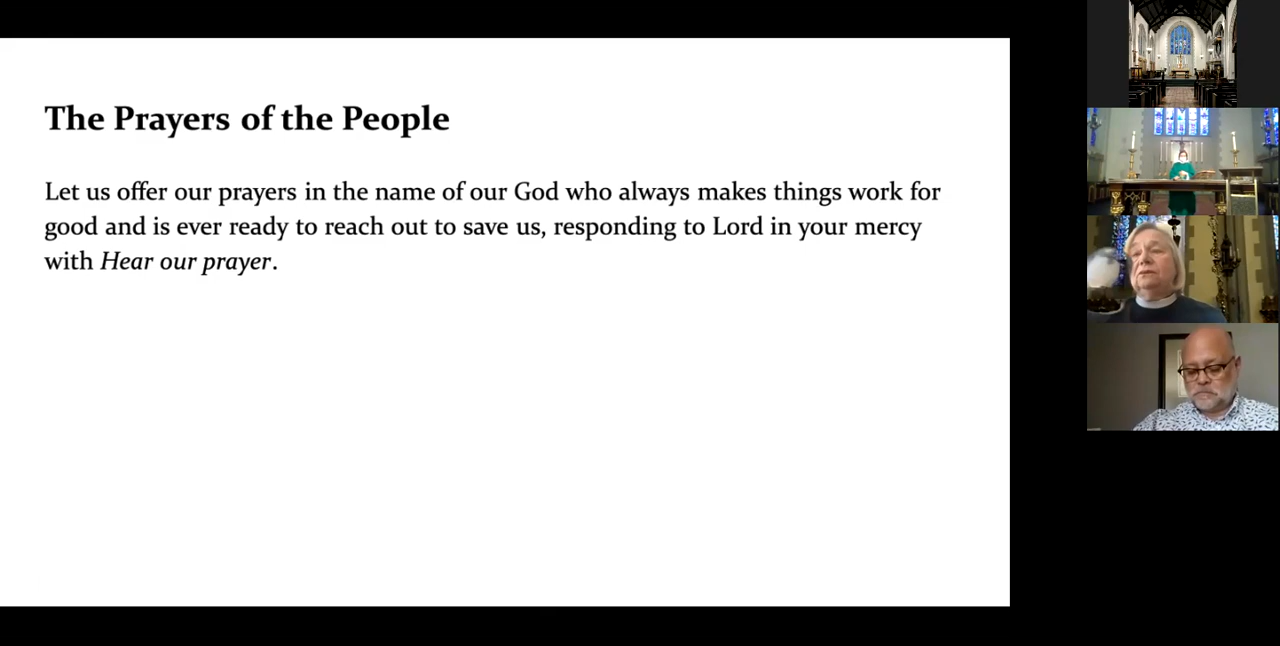 The Prayers of the People
Let us offer our prayers in the name of our God who always makes things work for
good and is ever ready to reach out to save us, responding to Lord in your mercy
with Hear our prayer.